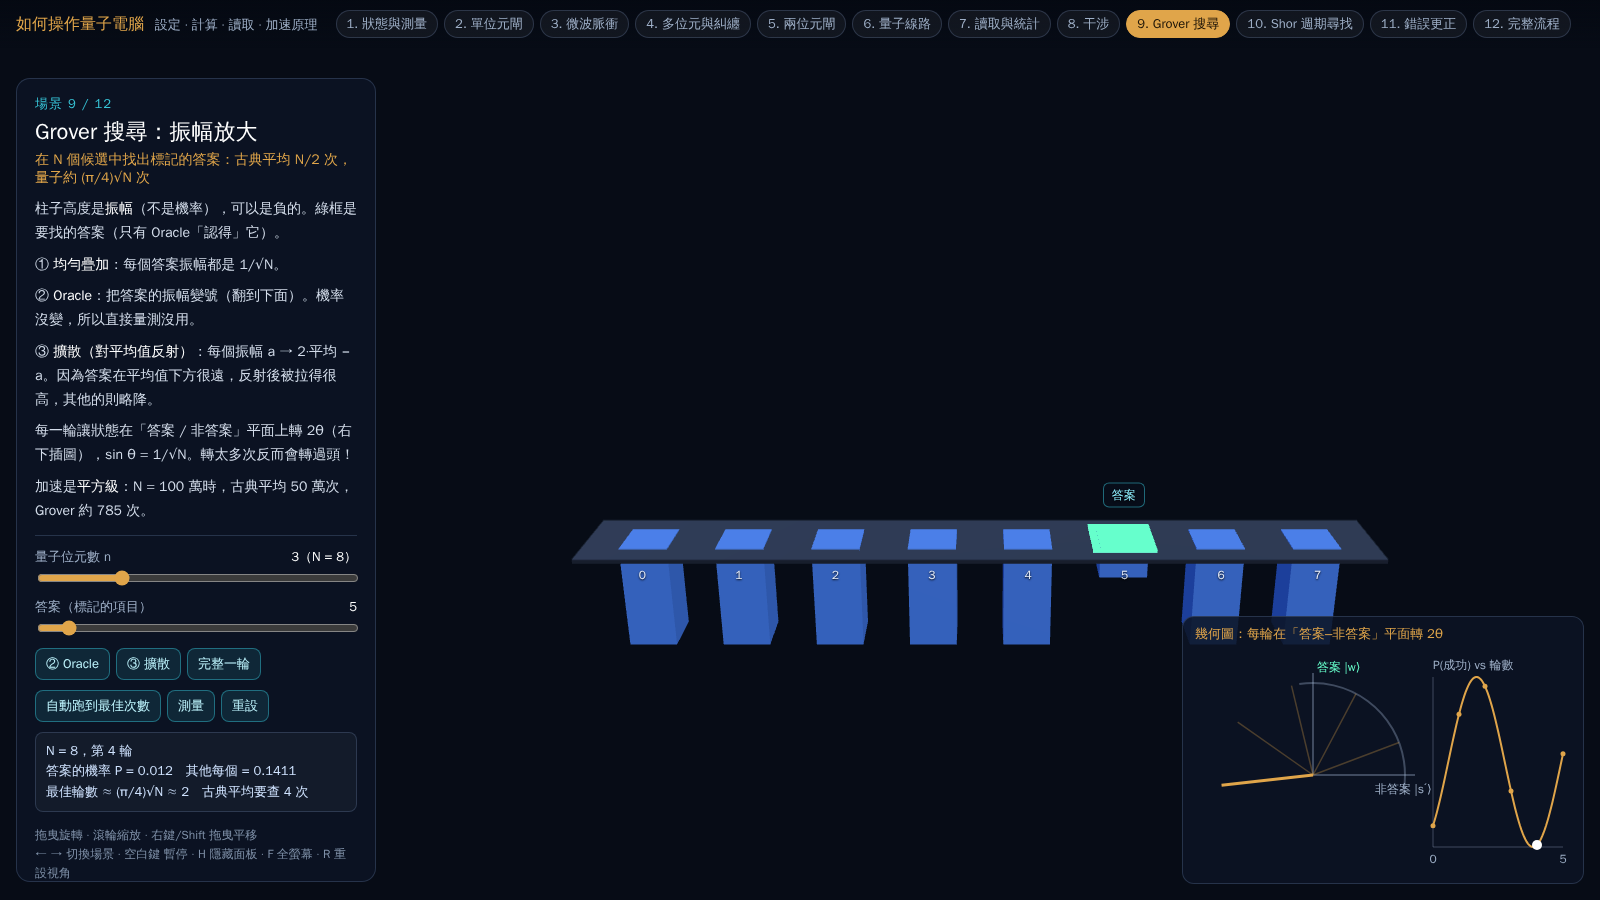 如何操作量子電腦 設定 · 計算 · 讀取 · 加速原理 1. 狀態與測量 2. 單位元閘 3. 微波脈衝 4. 多位元與糾纏 5. 兩位元閘 6. 量子線路 7. 讀取與統計 8. 干涉 9. Grover 搜尋 10. Shor 週期尋找 11. 錯誤更正 12. 完整流程
場景 9 / 12
Grover 搜尋：振幅放大
在 N 個候選中找出標記的答案：古典平均 N/2 次，
量子約 (π/4)√N 次
柱子高度是振幅（不是機率），可以是負的。綠框是
要找的答案（只有 Oracle「認得」它）。
① 均勻疊加：每個答案振幅都是 1/√N。
② Oracle：把答案的振幅變號（翻到下面）。機率
沒變，所以直接量測沒用。
③ 擴散（對平均值反射）：每個振幅 a → 2·平均 −
a。因為答案在平均值下方很遠，反射後被拉得很
高，其他的則略降。
每一輪讓狀態在「答案 / 非答案」平面上轉 2θ（右
下插圖），sin θ = 1/√N。轉太多次反而會轉過頭！
加速是平方級：N = 100 萬時，古典平均 50 萬次，
Grover 約 785 次。
量子位元數 n 3（N = 8）
答案（標記的項目） 5
② Oracle ③ 擴散 完整一輪
自動跑到最佳次數 測量 重設
N = 8，第 4 輪
答案的機率 P = 0.012 其他每個 = 0.1411
最佳輪數 ≈ (π/4)√N ≈ 2 古典平均要查 4 次
拖曳旋轉 · 滾輪縮放 · 右鍵/Shift 拖曳平移
← → 切換場景 · 空白鍵 暫停 · H 隱藏面板 · F 全螢幕 · R 重
設視角
答案
0 1 2 3 4 5 6 7
幾何圖：每輪在「答案–非答案」平面轉 2θ
答案 |w⟩
P(成功) vs 輪數
非答案 |s′⟩
0 5